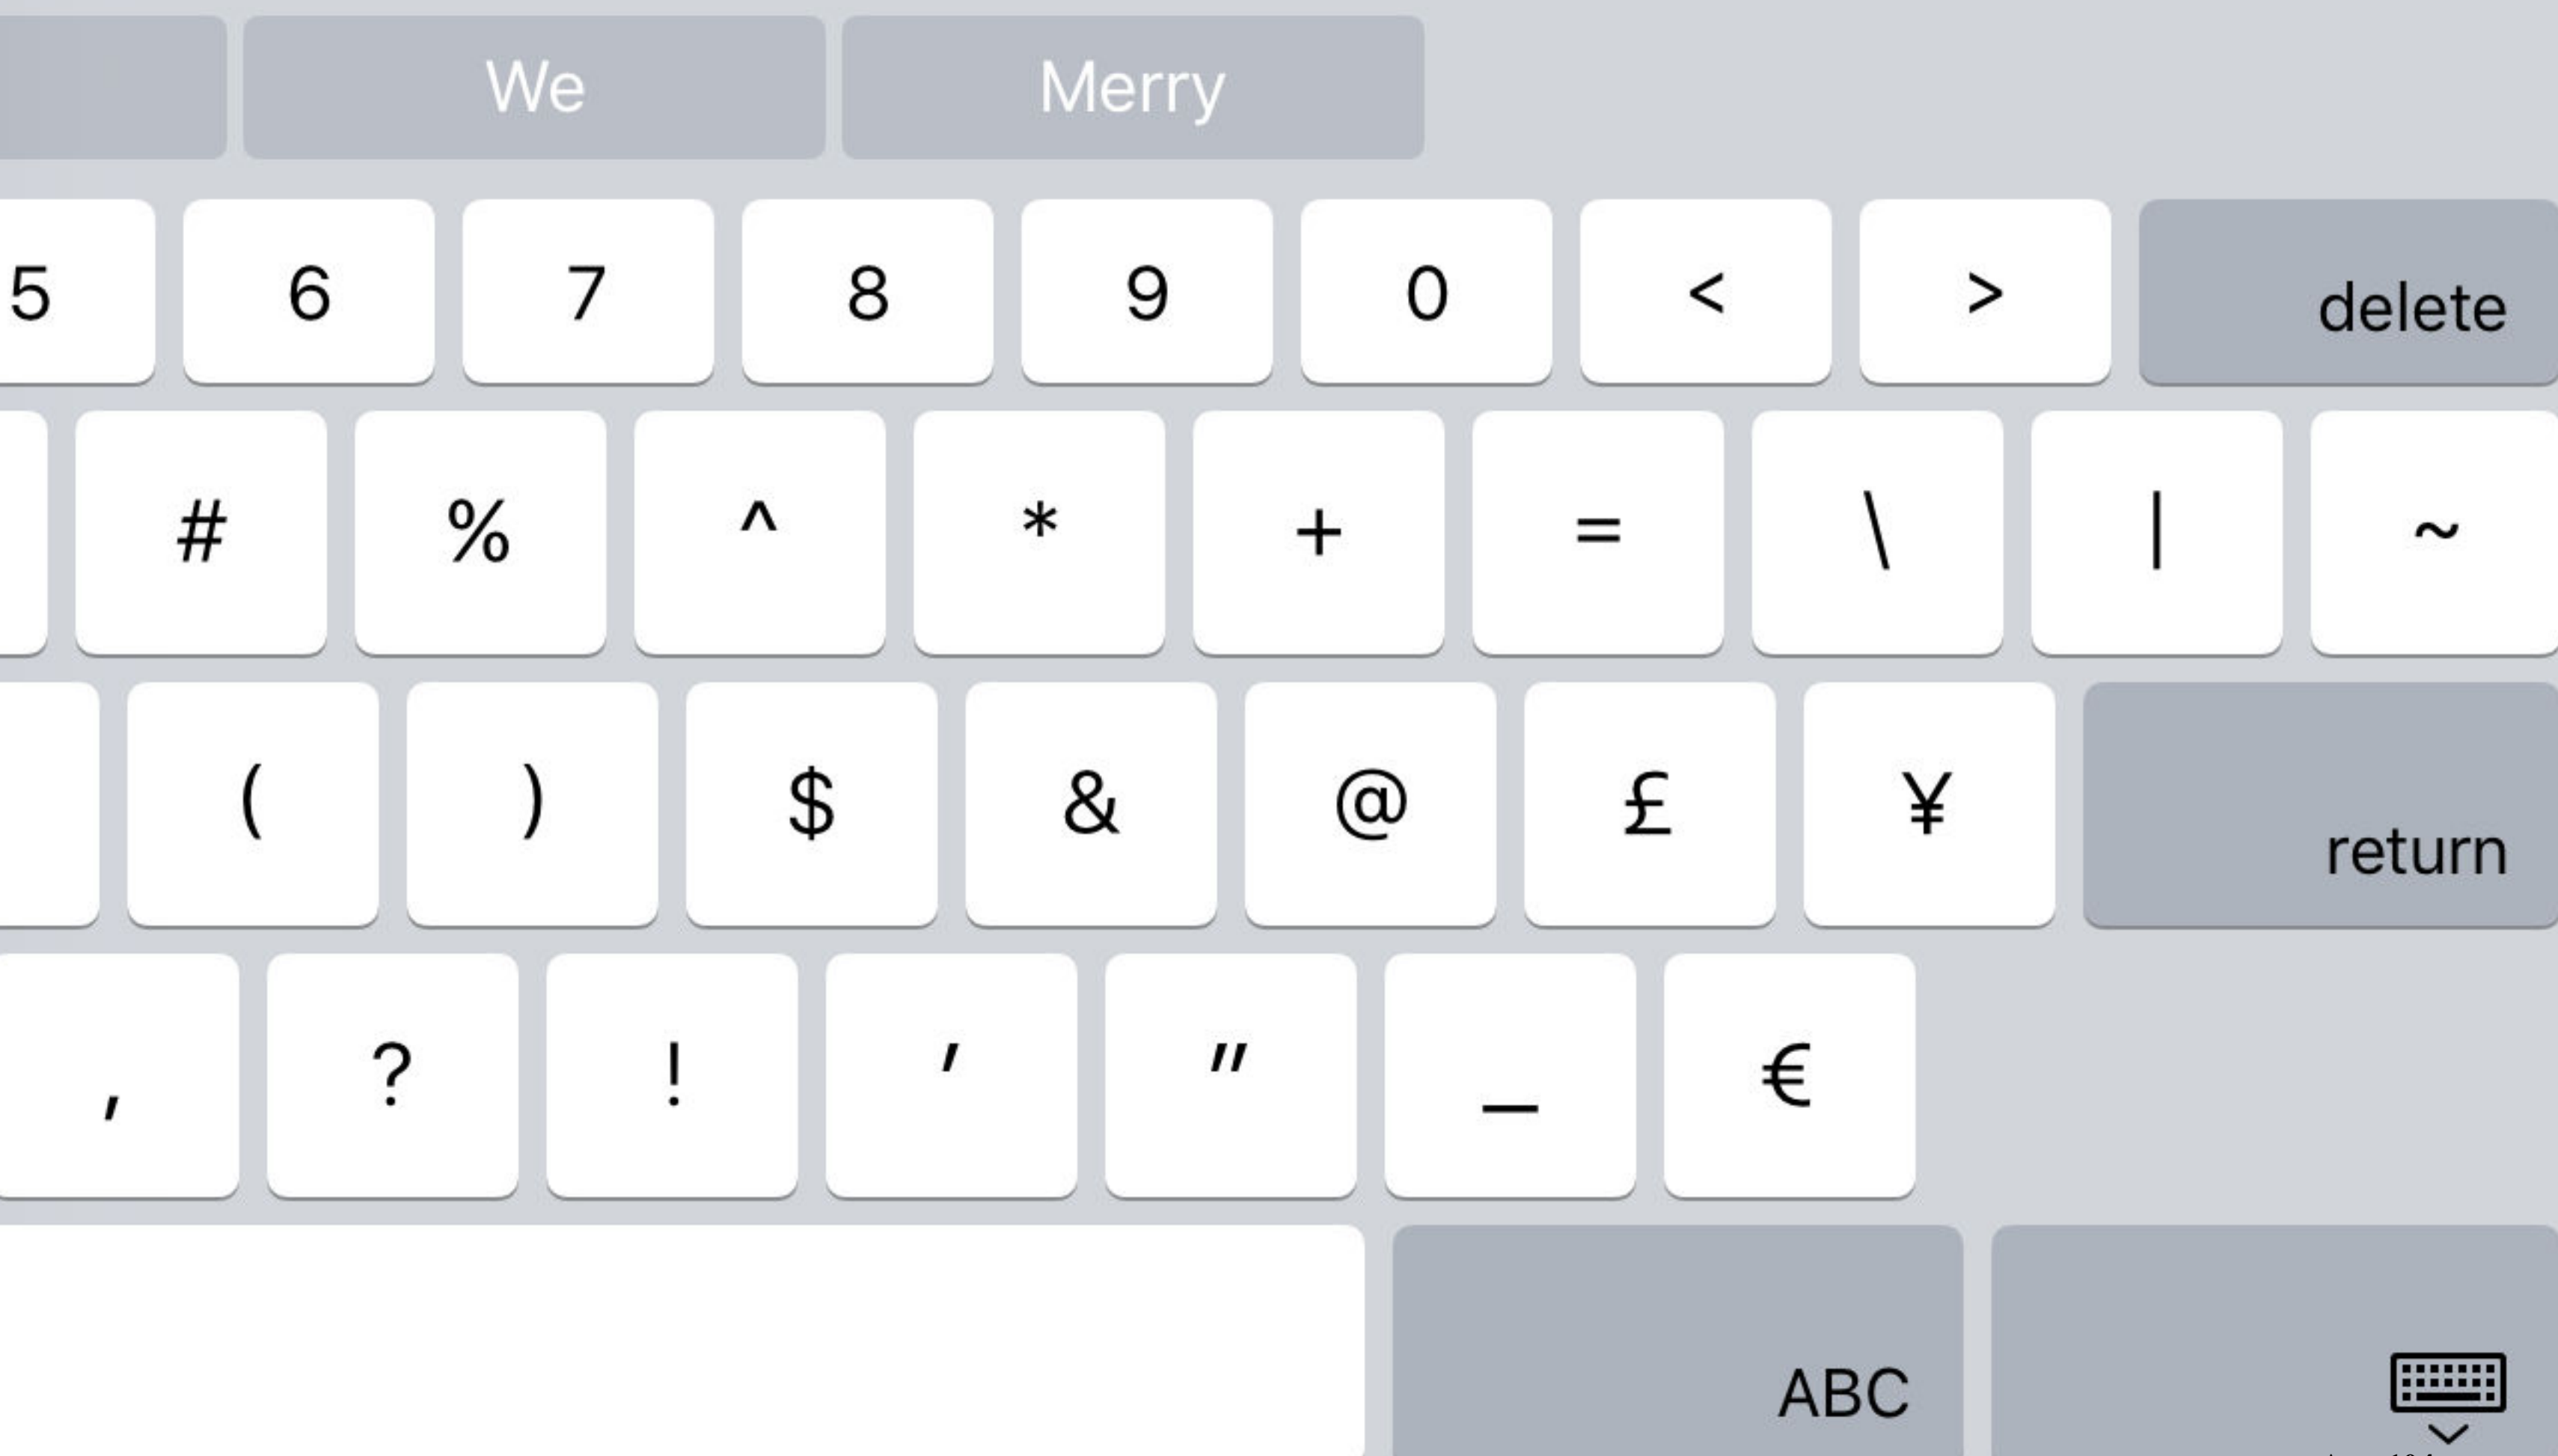 We Merry
5 6 7 8 9 0 < > delete
# % ^ * + = \ | ~
( ) $ & @ £ ¥ return
, ? ! ' " _ €
ABC